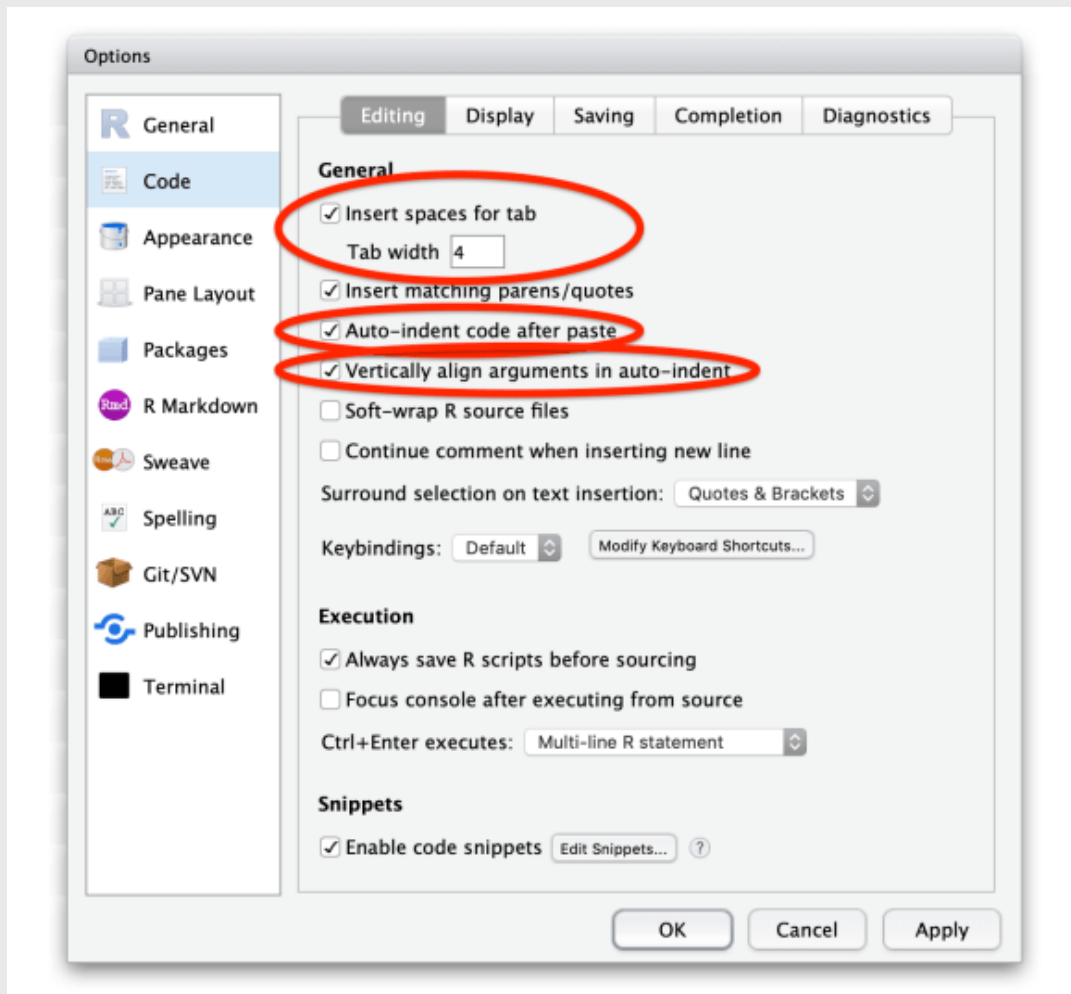 Options
General
Code
Appearance
Pane Layout
Packages
R Markdown
Sweave
Spelling
Git/SVN
Publishing
Terminal
Editing Display Saving Completion Diagnostics
General
Insert spaces for tab
Tab width 4
Insert matching parens/quotes
Auto-indent code after paste
Vertically align arguments in auto-indent
Soft-wrap R source files
Continue comment when inserting new line
Surround selection on text insertion: Quotes & Brackets
Keybindings: Default Modify Keyboard Shortcuts...
Execution
Always save R scripts before sourcing
Focus console after executing from source
Ctrl+Enter executes: Multi-line R statement
Snippets
Enable code snippets Edit Snippets... ?
OK Cancel Apply